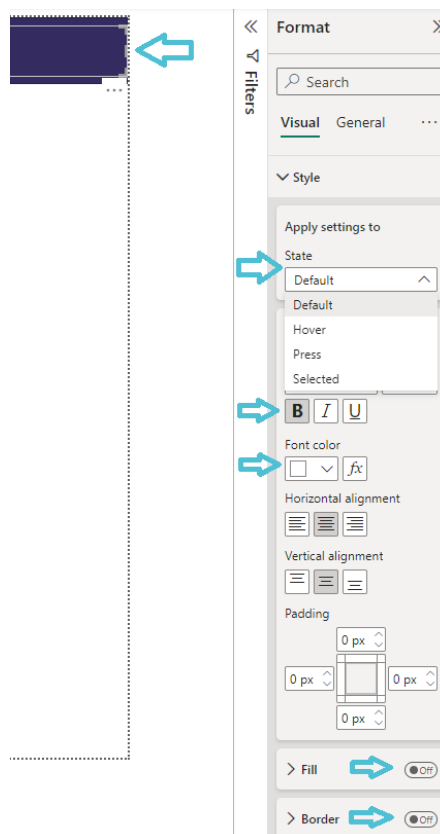 Format
Filters
Search
Visual General
Style
Apply settings to
State
Default
Default
Hover
Press
Selected
B I U
Font color
fx
Horizontal alignment
Vertical alignment
Padding
0 px
0 px 0 px
0 px
Fill Off
Border Off